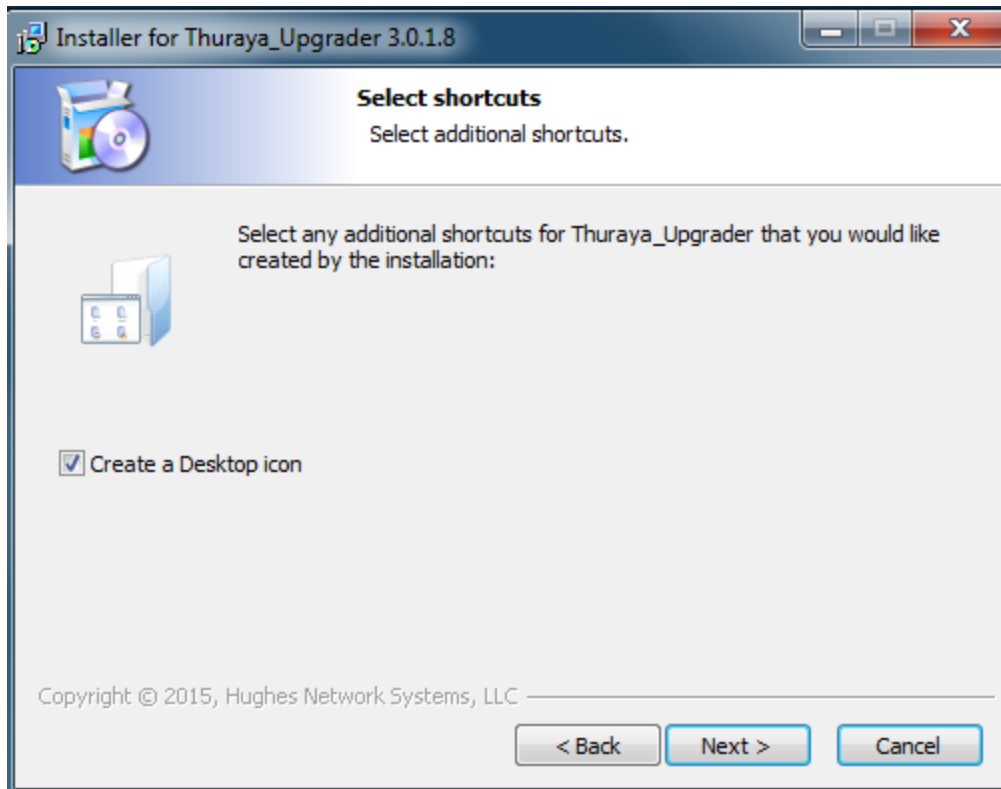 Installer for Thuraya_Upgrader 3.0.1.8
Select shortcuts
Select additional shortcuts.
Select any additional shortcuts for Thuraya_Upgrader that you would like
created by the installation:
Create a Desktop icon
Copyright © 2015, Hughes Network Systems, LLC
< Back Next > Cancel